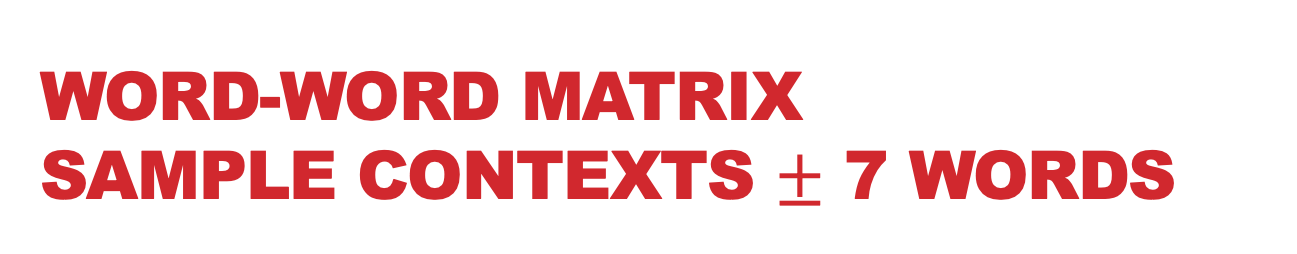 WORD-WORD MATRIX
SAMPLE CONTEXTS ± 7 WORDS